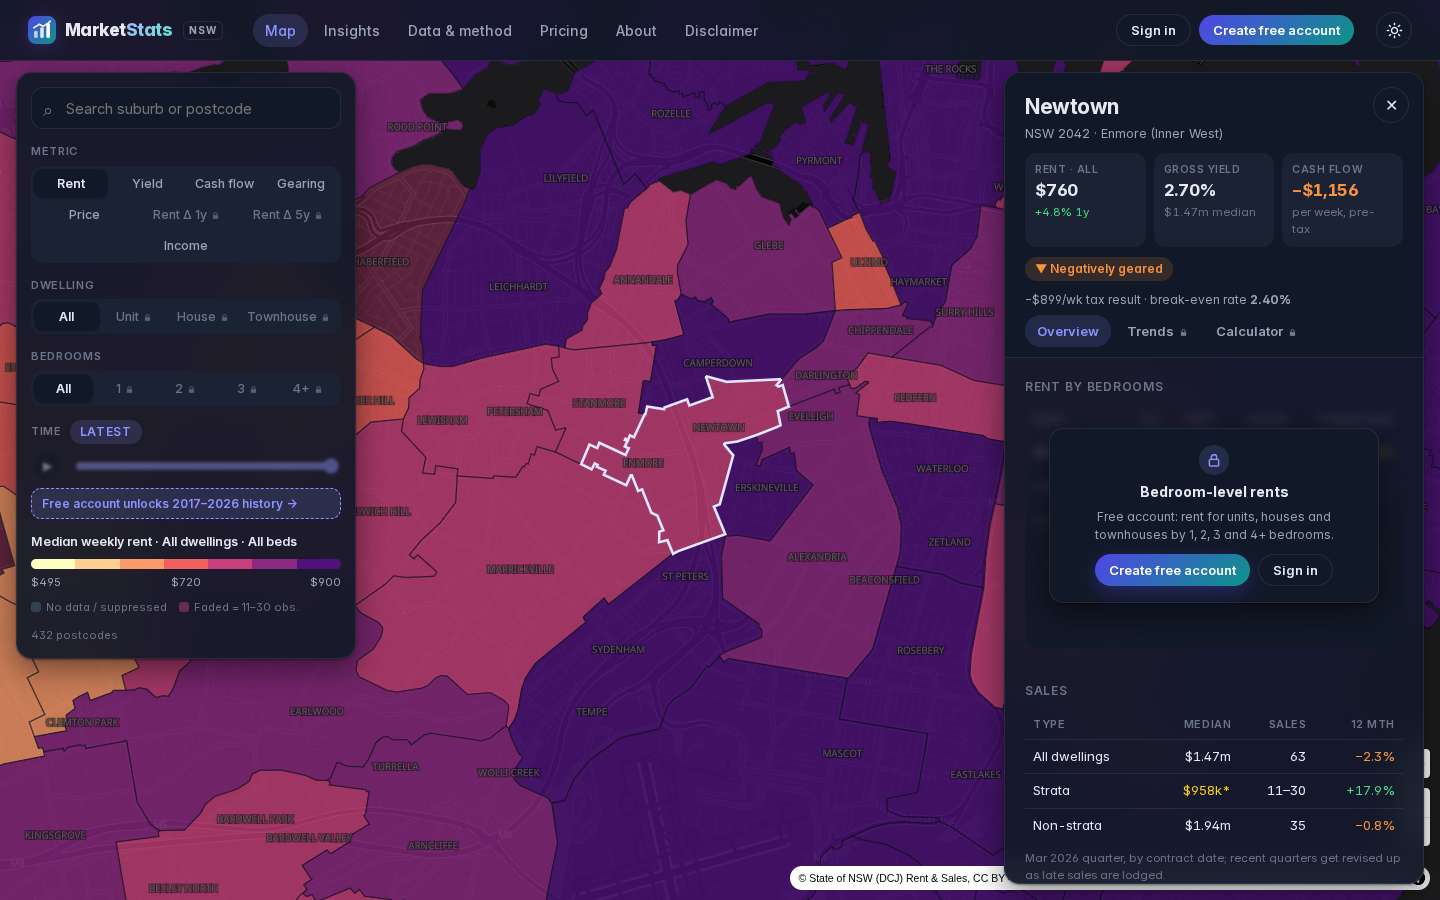 MarketStats NSW
Map Insights Data & method Pricing About Disclaimer
Sign in Create free account
Search suburb or postcode
METRIC
Rent Yield Cash flow Gearing
Price Rent Δ 1y Rent Δ 5y
Income
DWELLING
All Unit House Townhouse
BEDROOMS
All 1 2 3 4+
TIME LATEST
Free account unlocks 2017–2026 history →
Median weekly rent · All dwellings · All beds
$495 $720 $900
No data / suppressed Faded = 11–30 obs.
432 postcodes
THE ROCKS
RODD POINT
ROZELLE
PYRMONT
LILYFIELD
GLEBE
HABERFIELD
ULTIMO
ANNANDALE
LEICHHARDT
HAYMARKET
SURRY HILLS
CHIPPENDALE
CAMPERDOWN
DARLINGTON
REDFERN
STANMORE
PETERSHAM
LEWISHAM
EVELEIGH
NEWTOWN
ENMORE
WATERLOO
ERSKINEVILLE
ZETLAND
ALEXANDRIA
MARRICKVILLE
ST PETERS
BEACONSFIELD
SYDENHAM
ROSEBERY
EARLWOOD
TEMPE
CLEMTON PARK
MASCOT
TURRELLA
WOLLI CREEK
EASTLAKES
BARDWELL PARK
KINGSGROVE
BARDWELL VALLEY
M8
ARNCLIFFE
BEXLEY NORTH
© State of NSW (DCJ) Rent & Sales, CC BY
Newtown
NSW 2042 · Enmore (Inner West)
RENT · ALL
$760
+4.8% 1y
GROSS YIELD
2.70%
$1.47m median
CASH FLOW
−$1,156
per week, pre-
tax
▼ Negatively geared
−$899/wk tax result · break-even rate 2.40%
Overview Trends Calculator
RENT BY BEDROOMS
Bedroom-level rents
Free account: rent for units, houses and
townhouses by 1, 2, 3 and 4+ bedrooms.
Create free account Sign in
SALES
TYPE MEDIAN SALES 12 MTH
All dwellings $1.47m 63 −2.3%
Strata $958k* 11–30 +17.9%
Non-strata $1.94m 35 −0.8%
Mar 2026 quarter, by contract date; recent quarters get revised up
as late sales are lodged.